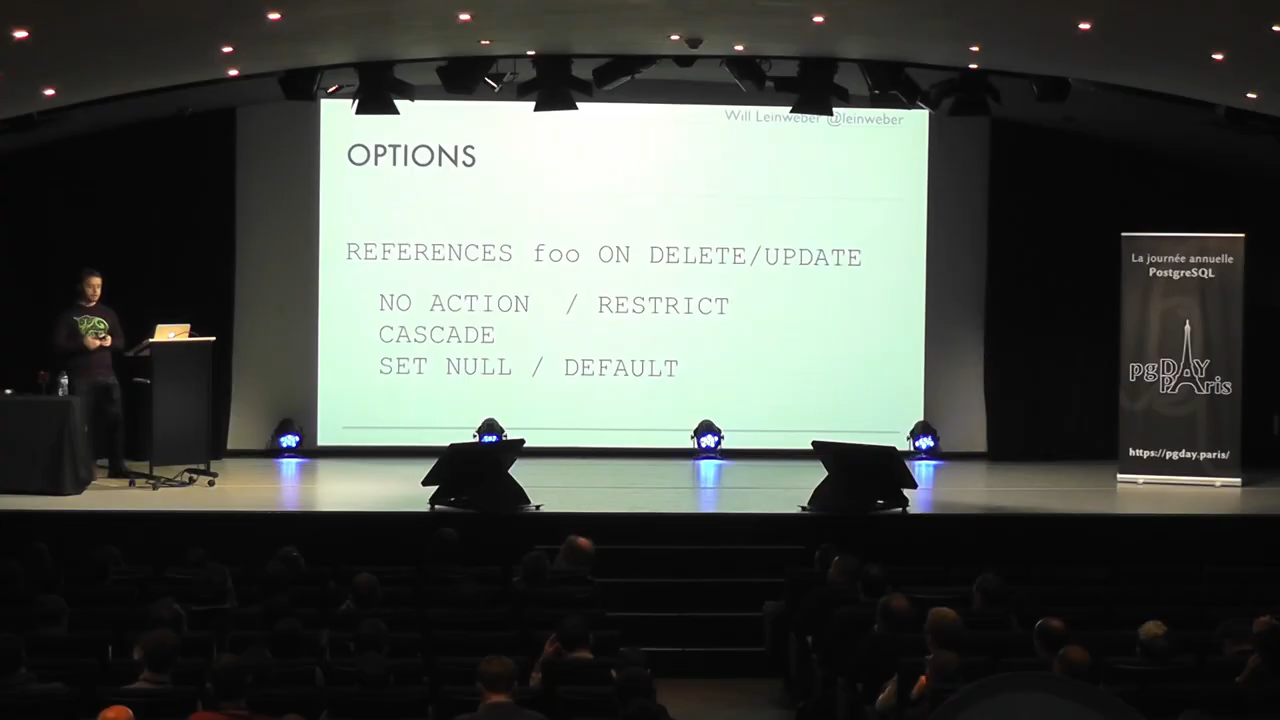 Will Leinweber @leinweber
OPTIONS
REFERENCES foo ON DELETE/UPDATE
NO ACTION / RESTRICT
CASCADE
SET NULL / DEFAULT
La journée annuelle
PostgreSQL
pgDAY
PAris
https://pgday.paris/